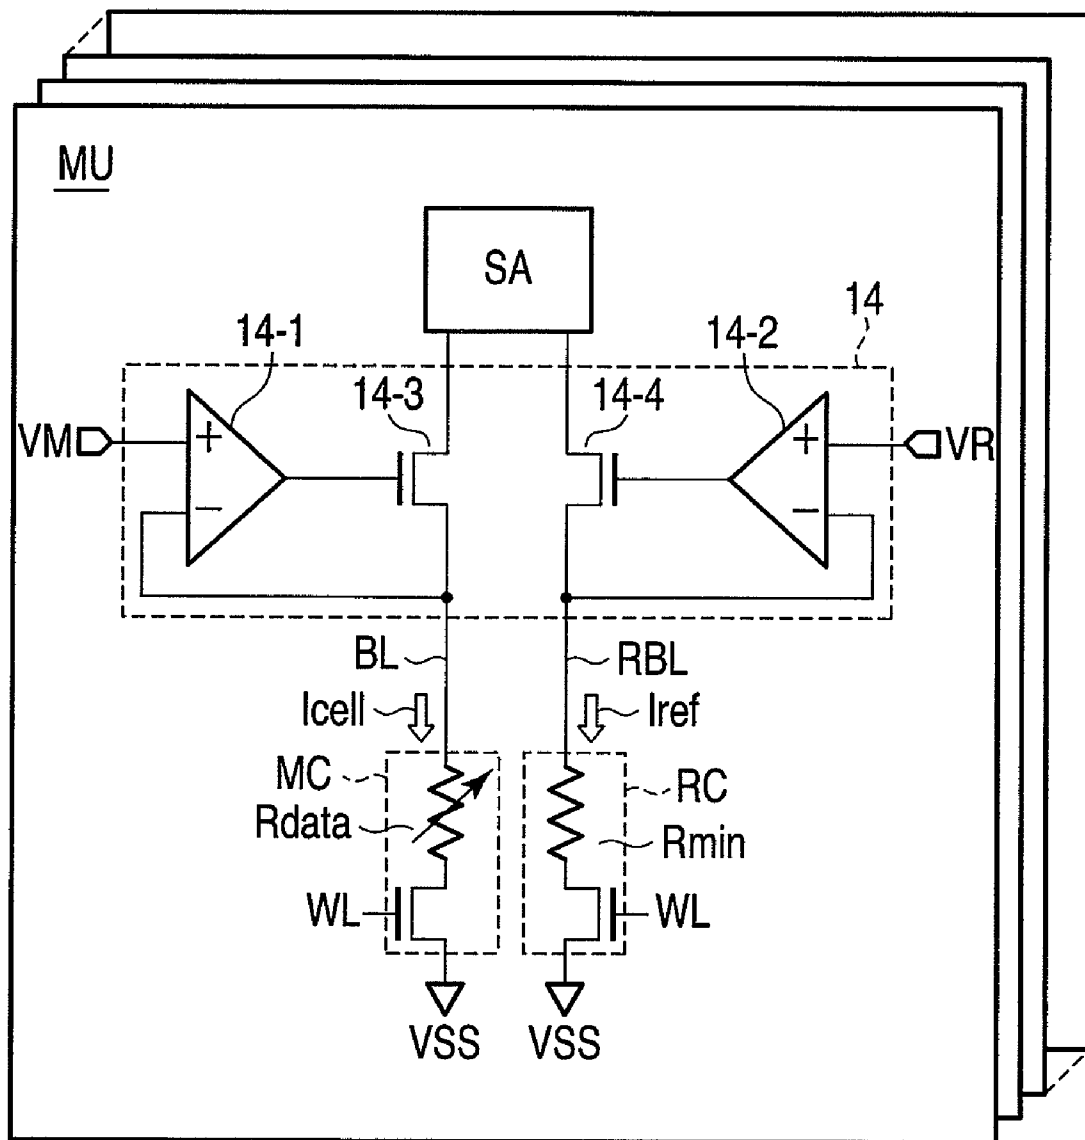 MU
SA
14
14-1
14-2
14-3
14-4
VM
+
-
+
-
VR
BL
RBL
Icell
Iref
MC
RC
Rdata
Rmin
WL
WL
VSS
VSS